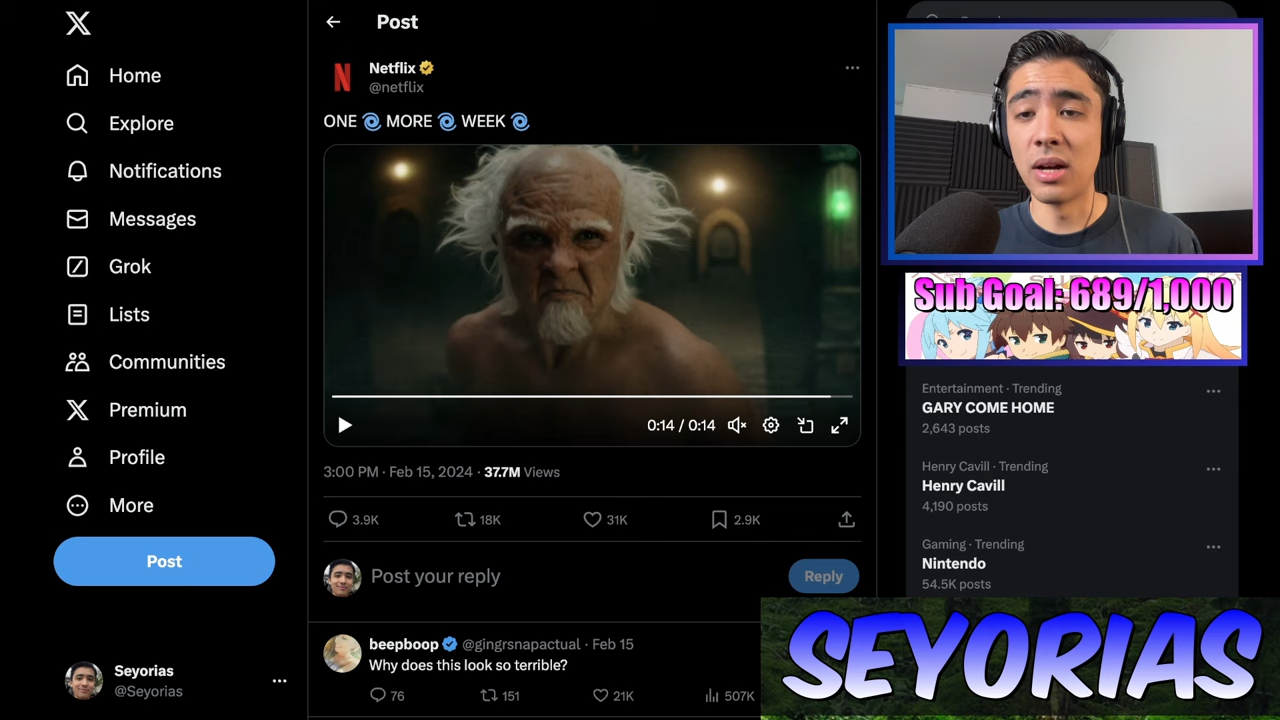 Home
Explore
Notifications
Messages
Grok
Lists
Communities
Premium
Profile
More
Post
Seyorias
@Seyorias
Post
Netflix
@netflix
ONE 🌀 MORE 🌀 WEEK 🌀
0:14 / 0:14
3:00 PM · Feb 15, 2024 · 37.7M Views
3.9K 18K 31K 2.9K
Post your reply
Reply
beepboop @gingrsnapactual · Feb 15
Why does this look so terrible?
76 151 21K 507K
Sub Goal: 689/1,000
Entertainment · Trending
GARY COME HOME
2,643 posts
Henry Cavill · Trending
Henry Cavill
4,190 posts
Gaming · Trending
Nintendo
54.5K posts
SEYORIAS